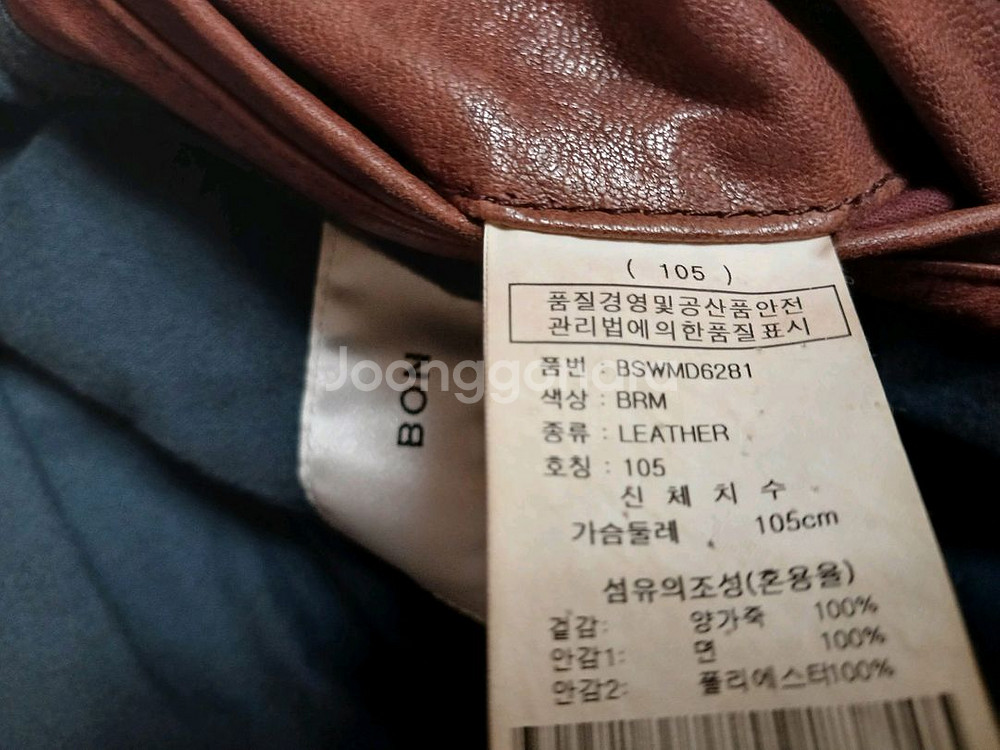 ( 105 )
품질경영및공산품안전
관리법에의한품질표시
품번 : BSWMD6281
색상 : BRM
종류 : LEATHER
호칭 : 105
신 체 치 수
가슴둘레 105cm
섬유의조성(혼용율)
겉감: 양가죽 100%
안감1: 면 100%
안감2: 폴리에스터100%
BON
Joonggonara